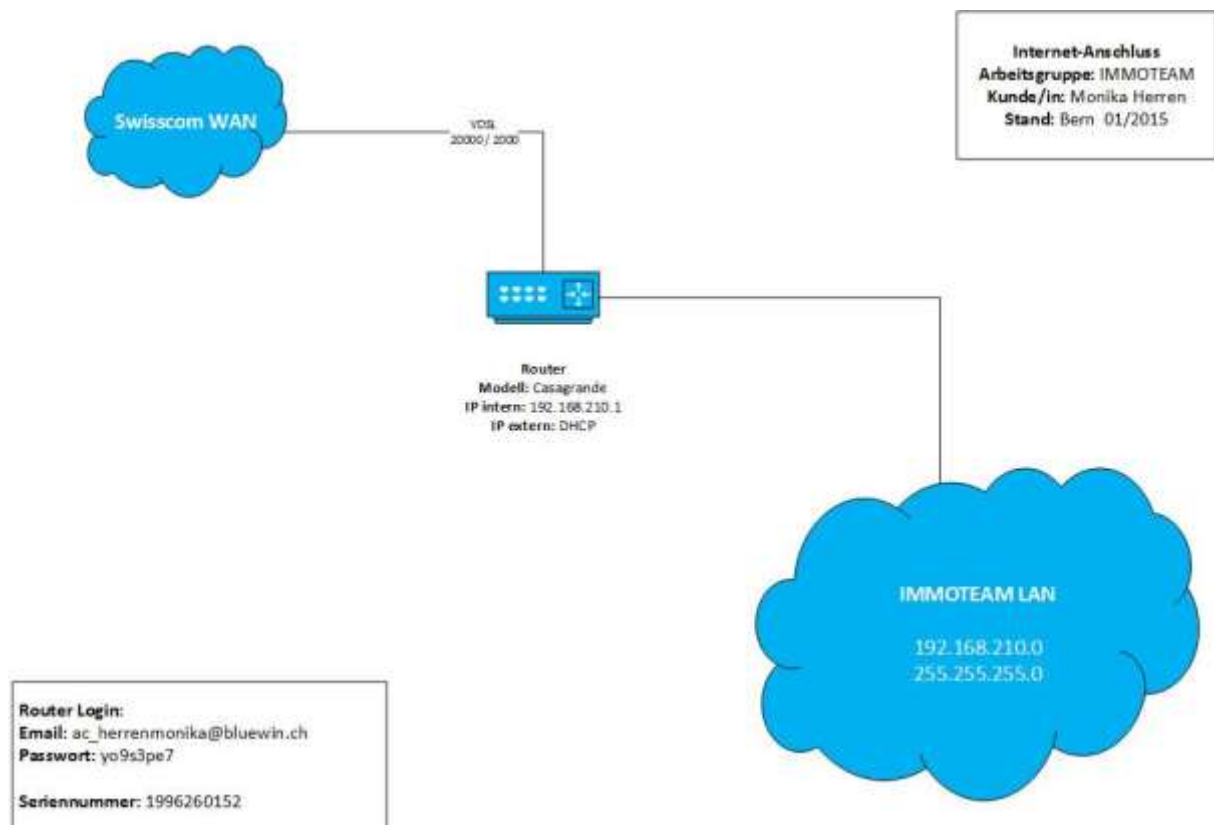 Internet-Anschluss
Arbeitsgruppe: IMMOTEAM
Kunde/in: Monika Herren
Stand: Bern 01/2015
Swisscom WAN
VDSL
20000 / 2000
Router
Modell: Casagrande
IP intern: 192.168.210.1
IP extern: DHCP
IMMOTEAM LAN
192.168.210.0
255.255.255.0
Router Login:
Email: ac_herrenmonika@bluewin.ch
Passwort: yo9s3pe7
Seriennummer: 1996260152